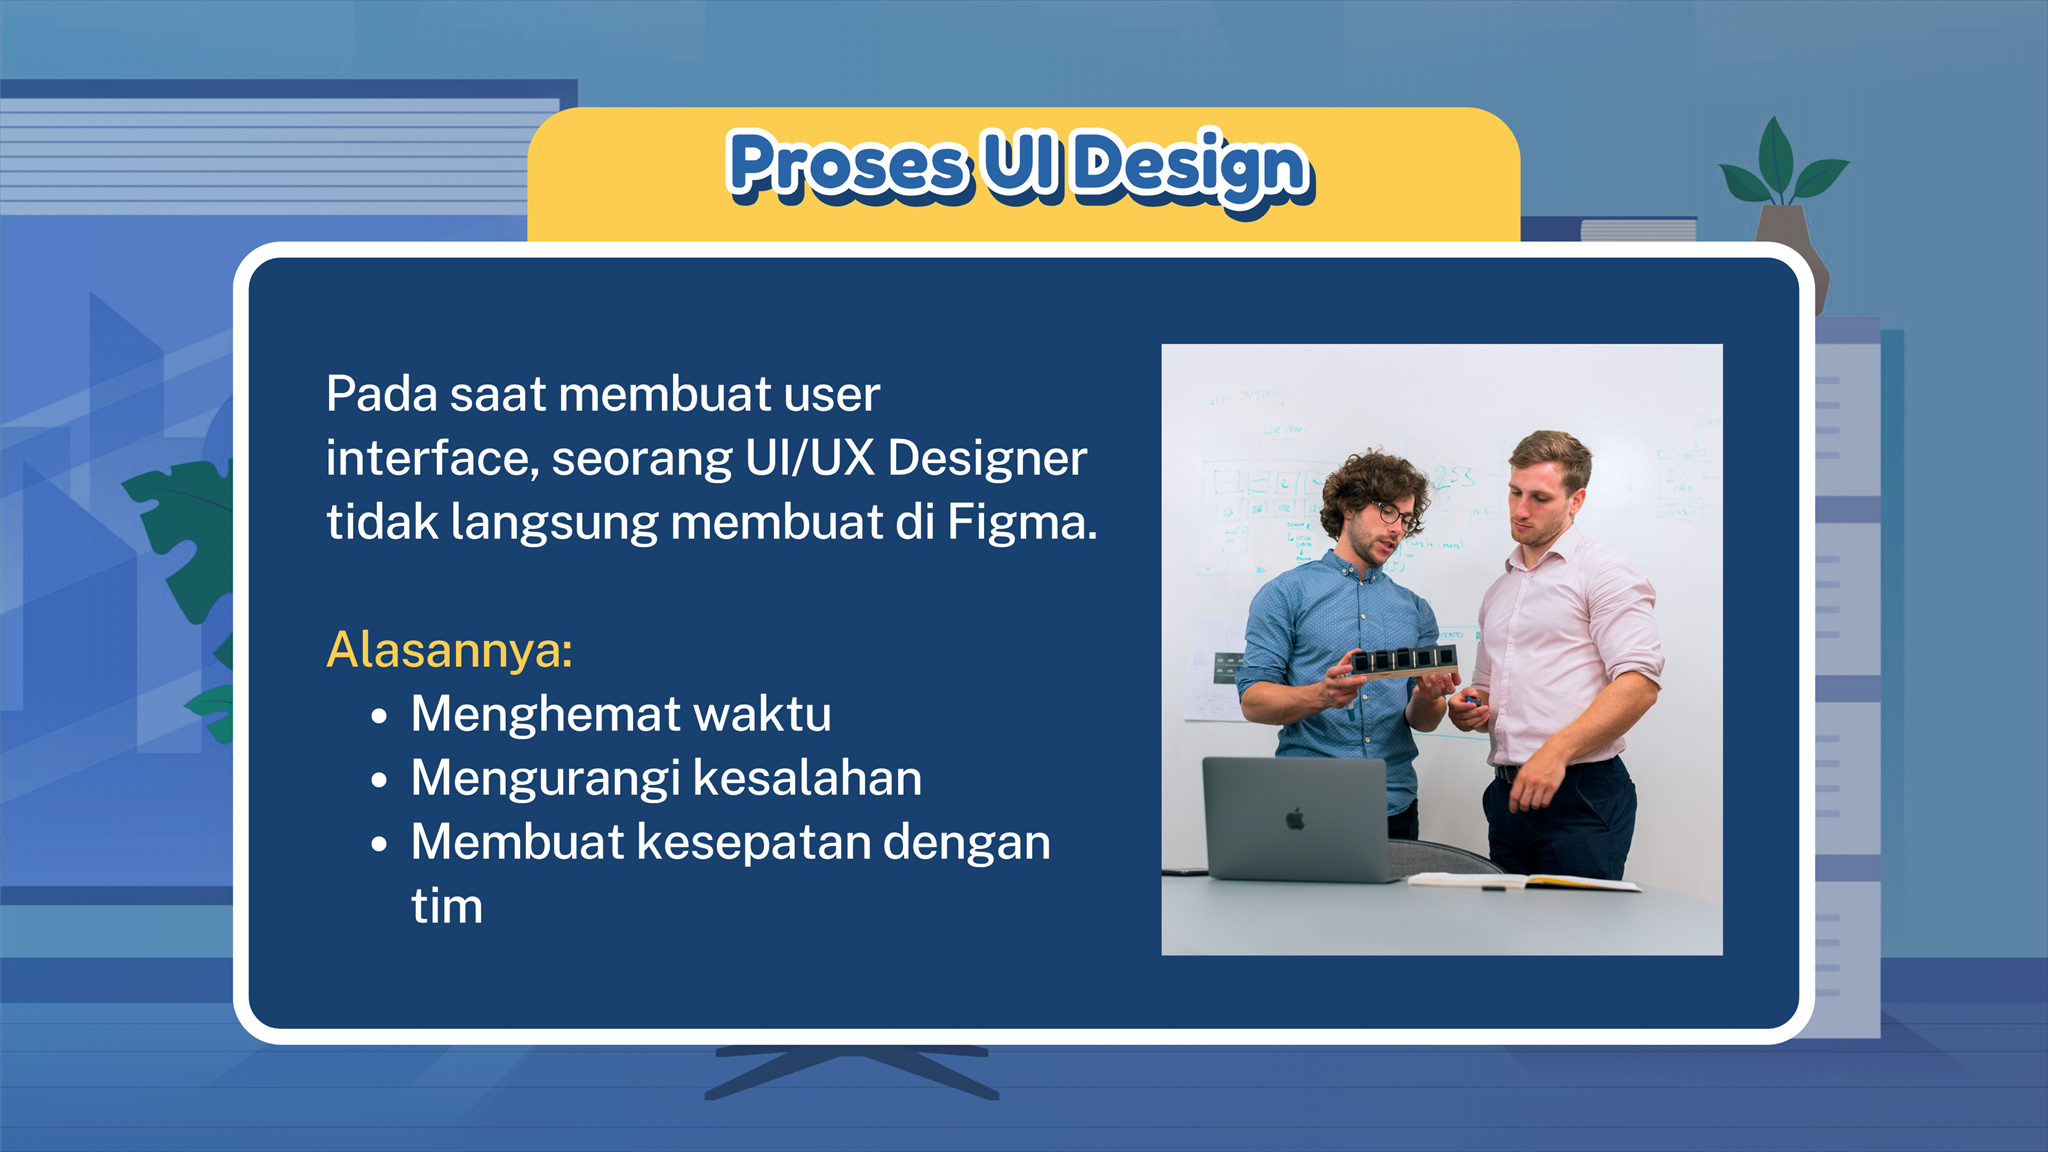 Proses UI Design
Pada saat membuat user
interface, seorang UI/UX Designer
tidak langsung membuat di Figma.
Alasannya:
• Menghemat waktu
• Mengurangi kesalahan
• Membuat kesepatan dengan
tim